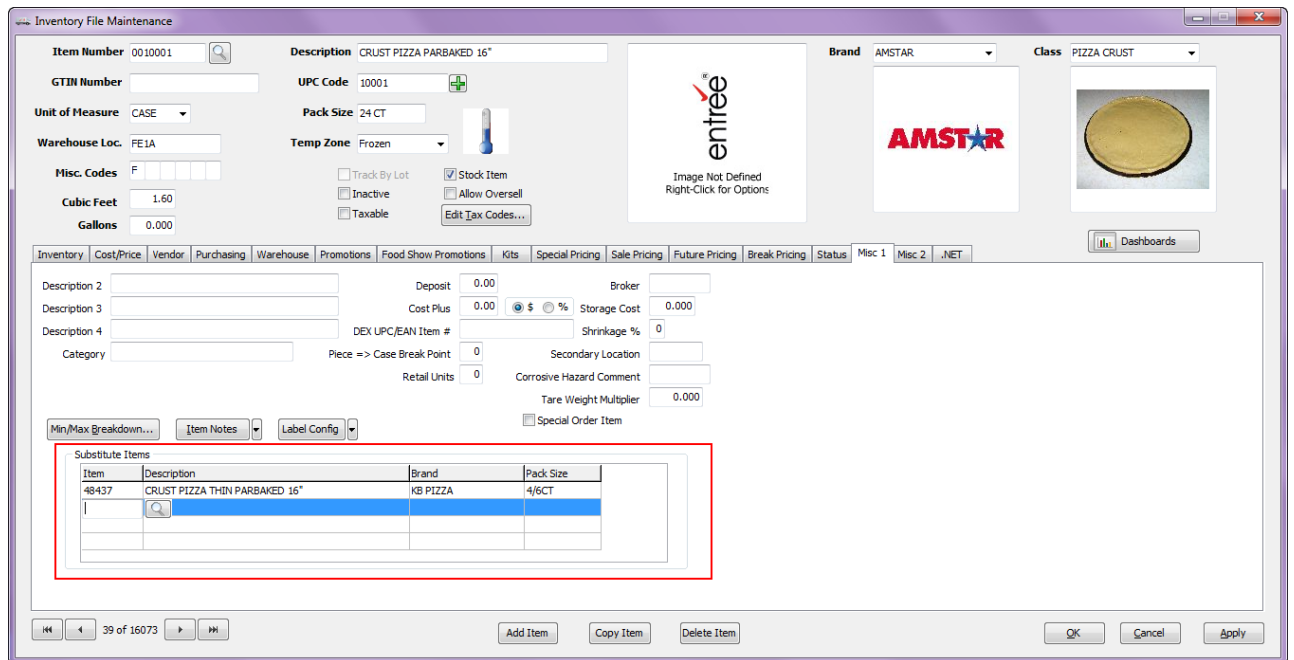 Inventory File Maintenance
Item Number 0010001 Description CRUST PIZZA PARBAKED 16" Brand AMSTAR Class PIZZA CRUST
GTIN Number UPC Code 10001
Unit of Measure CASE Pack Size 24 CT
Warehouse Loc. FE1A Temp Zone Frozen
Misc. Codes F Track By Lot Stock Item
Cubic Feet 1.60 Inactive Allow Oversell
Gallons 0.000 Taxable Edit Tax Codes...
entrée®
Image Not Defined
Right-Click for Options
AMSTAR
Dashboards
Inventory Cost/Price Vendor Purchasing Warehouse Promotions Food Show Promotions Kits Special Pricing Sale Pricing Future Pricing Break Pricing Status Misc 1 Misc 2 .NET
Description 2 Deposit 0.00 Broker
Description 3 Cost Plus 0.00 $ % Storage Cost 0.000
Description 4 DEX UPC/EAN Item # Shrinkage % 0
Category Piece => Case Break Point 0 Secondary Location
Retail Units 0 Corrosive Hazard Comment
Tare Weight Multiplier 0.000
Special Order Item
Min/Max Breakdown... Item Notes Label Config
Substitute Items
Item Description Brand Pack Size
48437 CRUST PIZZA THIN PARBAKED 16" KB PIZZA 4/6CT
39 of 16073 Add Item Copy Item Delete Item OK Cancel Apply